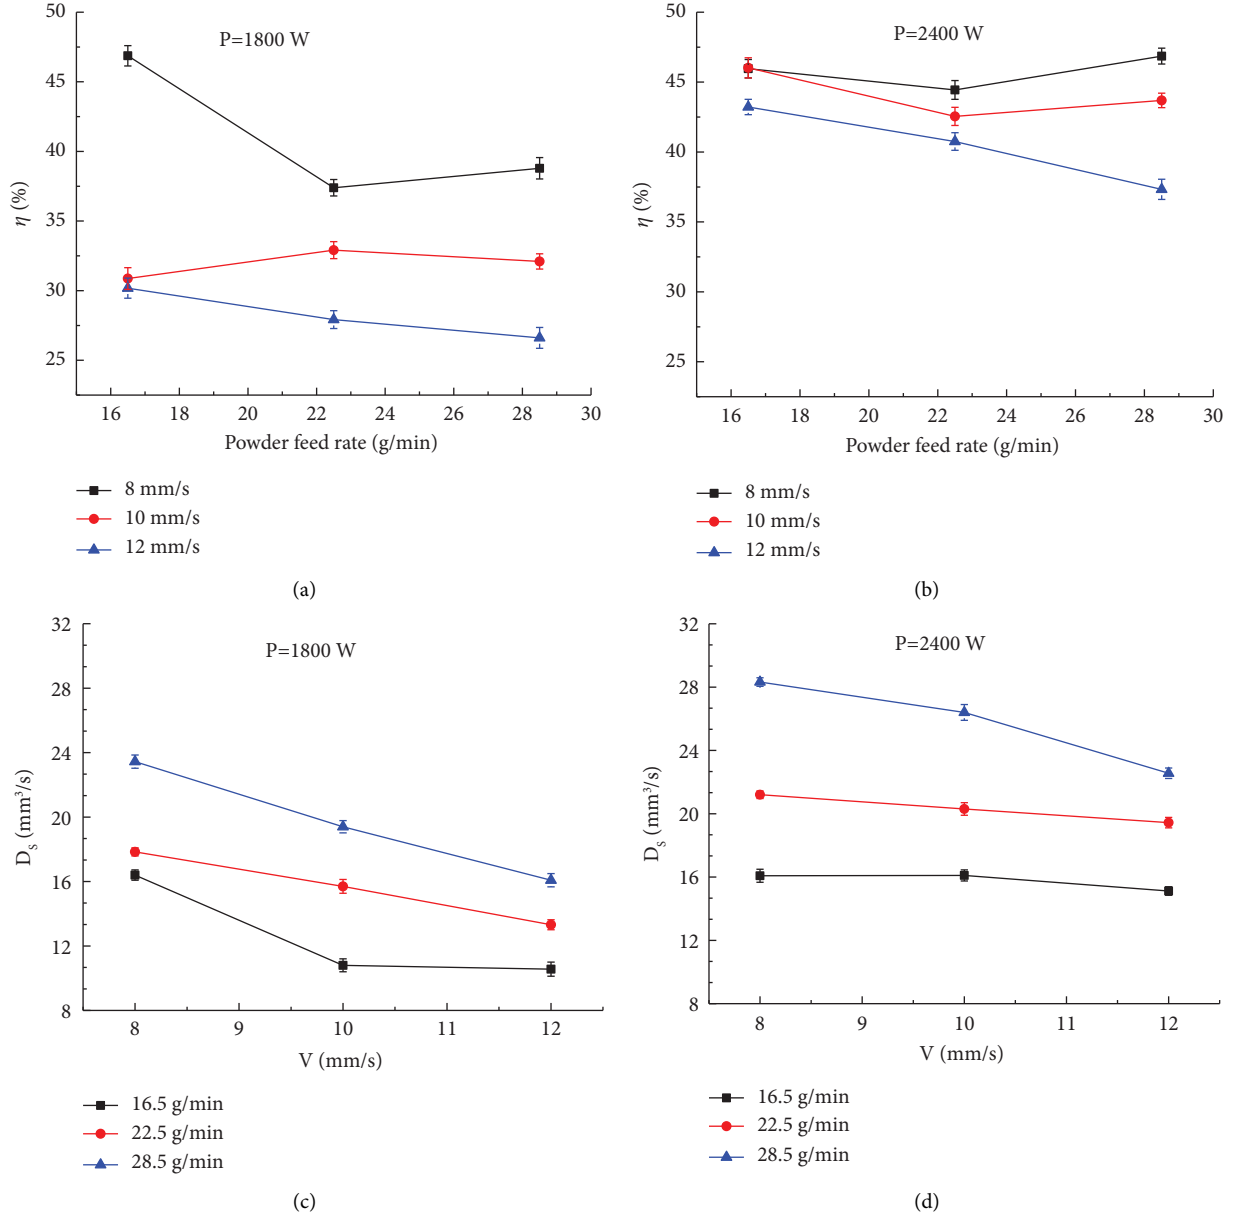 P=1800 W
50
45
40
35
30
25
η (%)
16 18 20 22 24 26 28 30
Powder feed rate (g/min)
8 mm/s
10 mm/s
12 mm/s
(a)
P=2400 W
50
45
40
35
30
25
η (%)
16 18 20 22 24 26 28 30
Powder feed rate (g/min)
8 mm/s
10 mm/s
12 mm/s
(b)
P=1800 W
32
28
24
20
16
12
8
Dₛ (mm³/s)
8 9 10 11 12
V (mm/s)
16.5 g/min
22.5 g/min
28.5 g/min
(c)
P=2400 W
32
28
24
20
16
12
8
Dₛ (mm³/s)
8 9 10 11 12
V (mm/s)
16.5 g/min
22.5 g/min
28.5 g/min
(d)